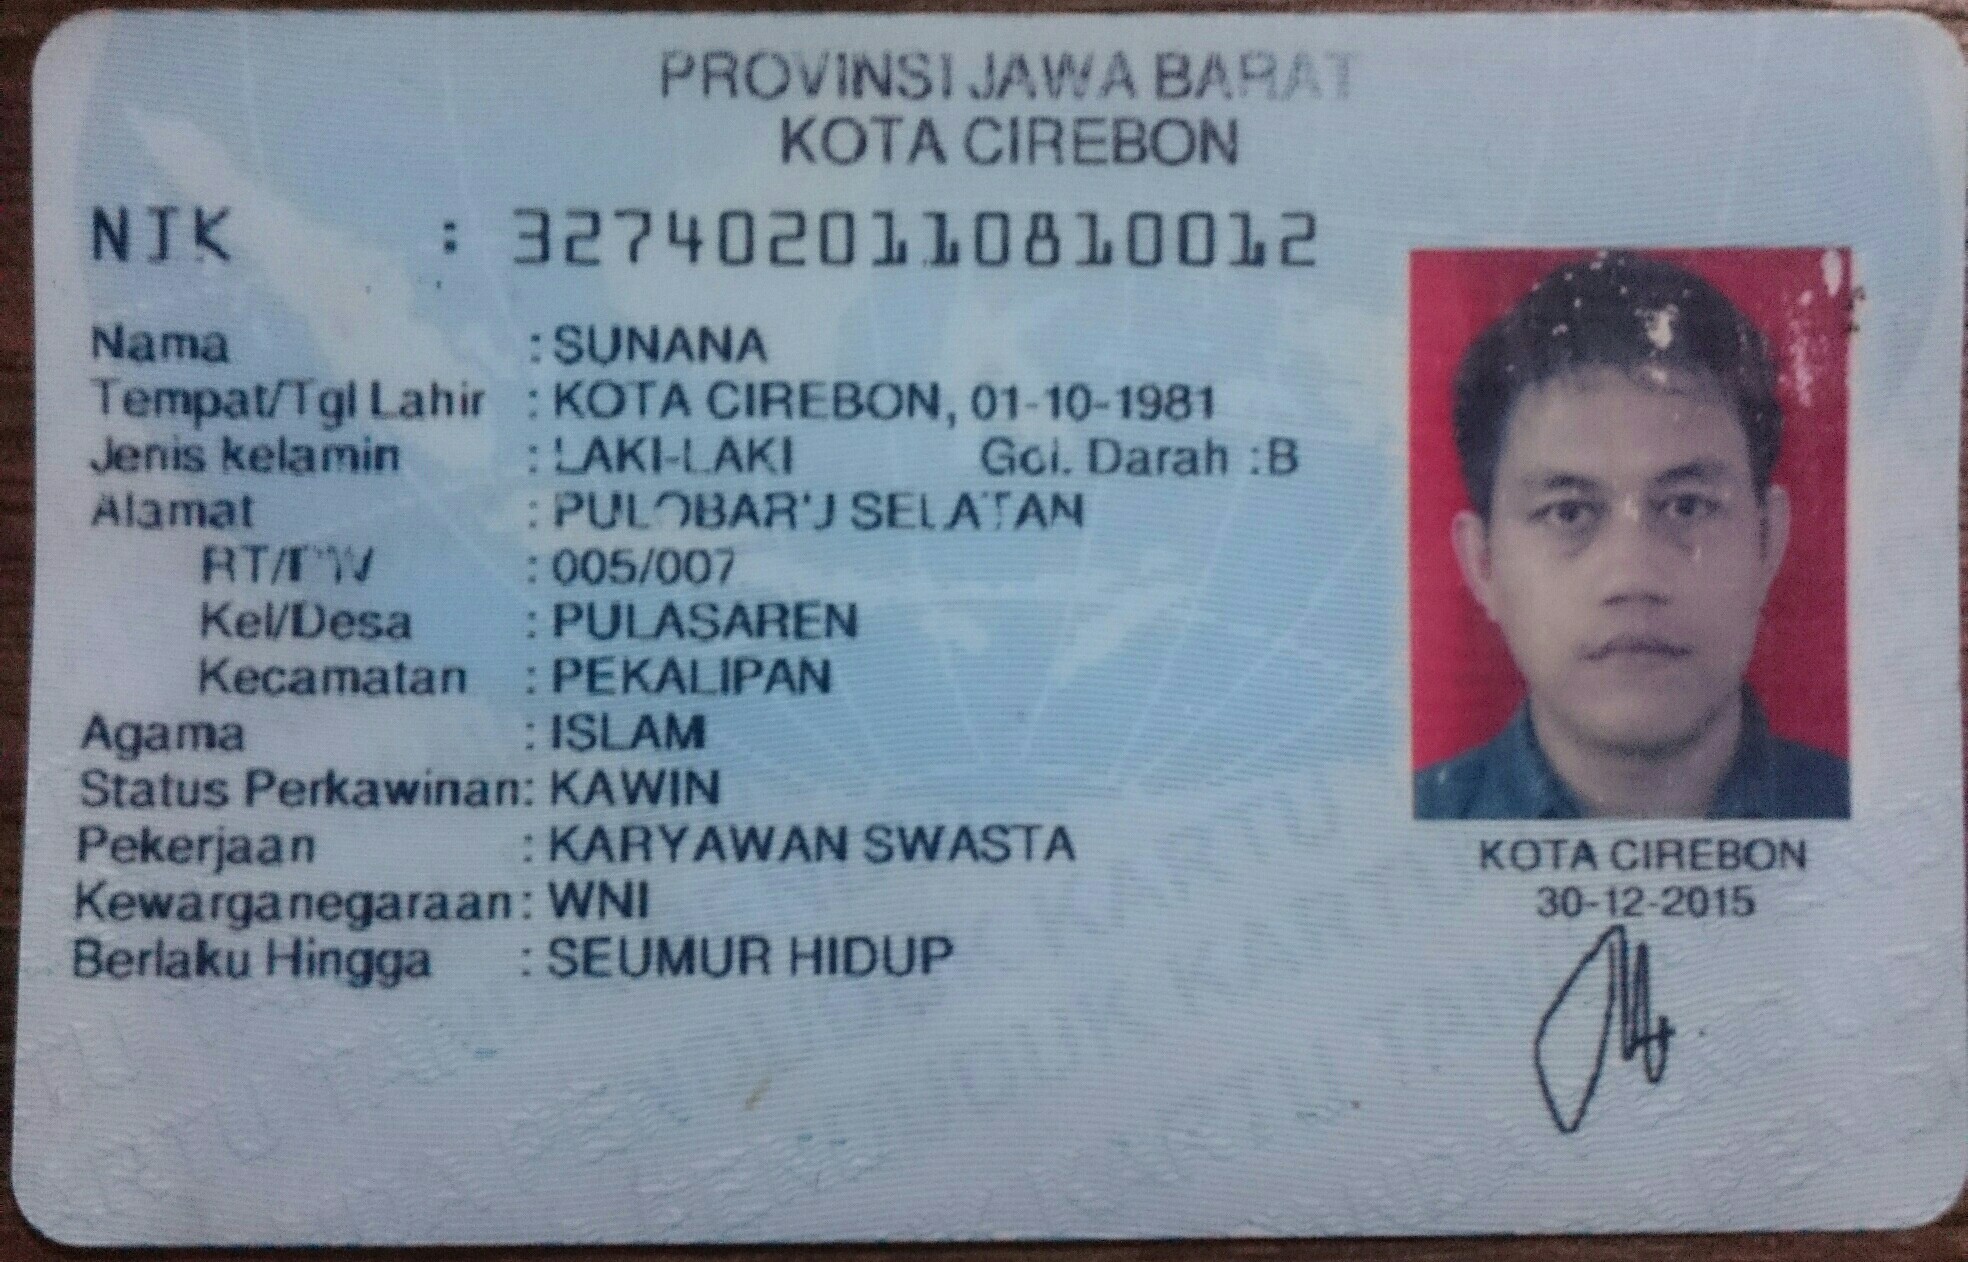 PROVINSI JAWA BARAT
KOTA CIREBON
NIK : 3274020110810012
Nama : SUNANA
Tempat/Tgl Lahir : KOTA CIREBON, 01-10-1981
Jenis kelamin : LAKI-LAKI Gol. Darah : B
Alamat : PULOBARU SELATAN
RT/RW : 005/007
Kel/Desa : PULASAREN
Kecamatan : PEKALIPAN
Agama : ISLAM
Status Perkawinan: KAWIN
Pekerjaan : KARYAWAN SWASTA
Kewarganegaraan: WNI
Berlaku Hingga : SEUMUR HIDUP
KOTA CIREBON
30-12-2015